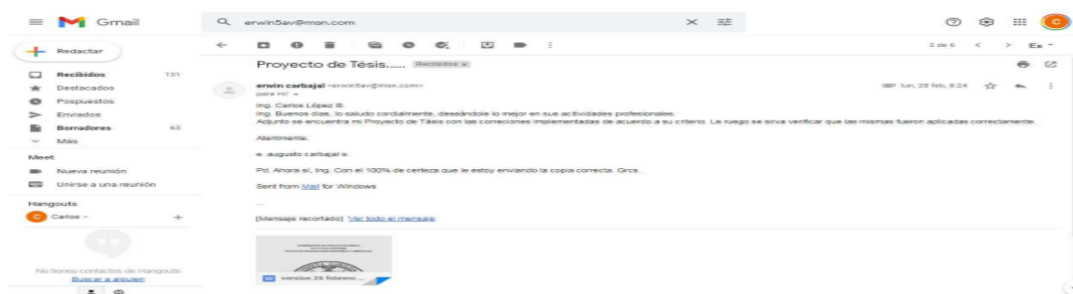 Gmail
erwin5av@msn.com
Redactar
2 de 6
Es
Proyecto de Tésis..... Recibidos x
Recibidos 151
Destacados
Pospuestos
Enviados
Borradores 63
Más
erwin carbajal <erwin5av@msn.com>
para mí
lun, 28 feb, 8:24
Ing. Carlos López B.
Ing. Buenos días, lo saludo cordialmente, deseándole lo mejor en sus actividades profesionales.
Adjunto se encuentra mi Proyecto de Tésis con las correciones implementadas de acuerdo a su criterio. Le ruego se sirva verificar que las mismas fueron aplicadas correctamente.
Atentmente.
e. augusto carbajal s.
Pd. Ahora sí, Ing. Con el 100% de certeza que le estoy enviando la copia correcta. Grcs.
Sent from Mail for Windows
...
[Mensaje recortado] Ver todo el mensaje
W version 26 febrero ...
Meet
Nueva reunión
Unirse a una reunión
Hangouts
C Carlos +
No tienes contactos de Hangouts
Buscar a alguien